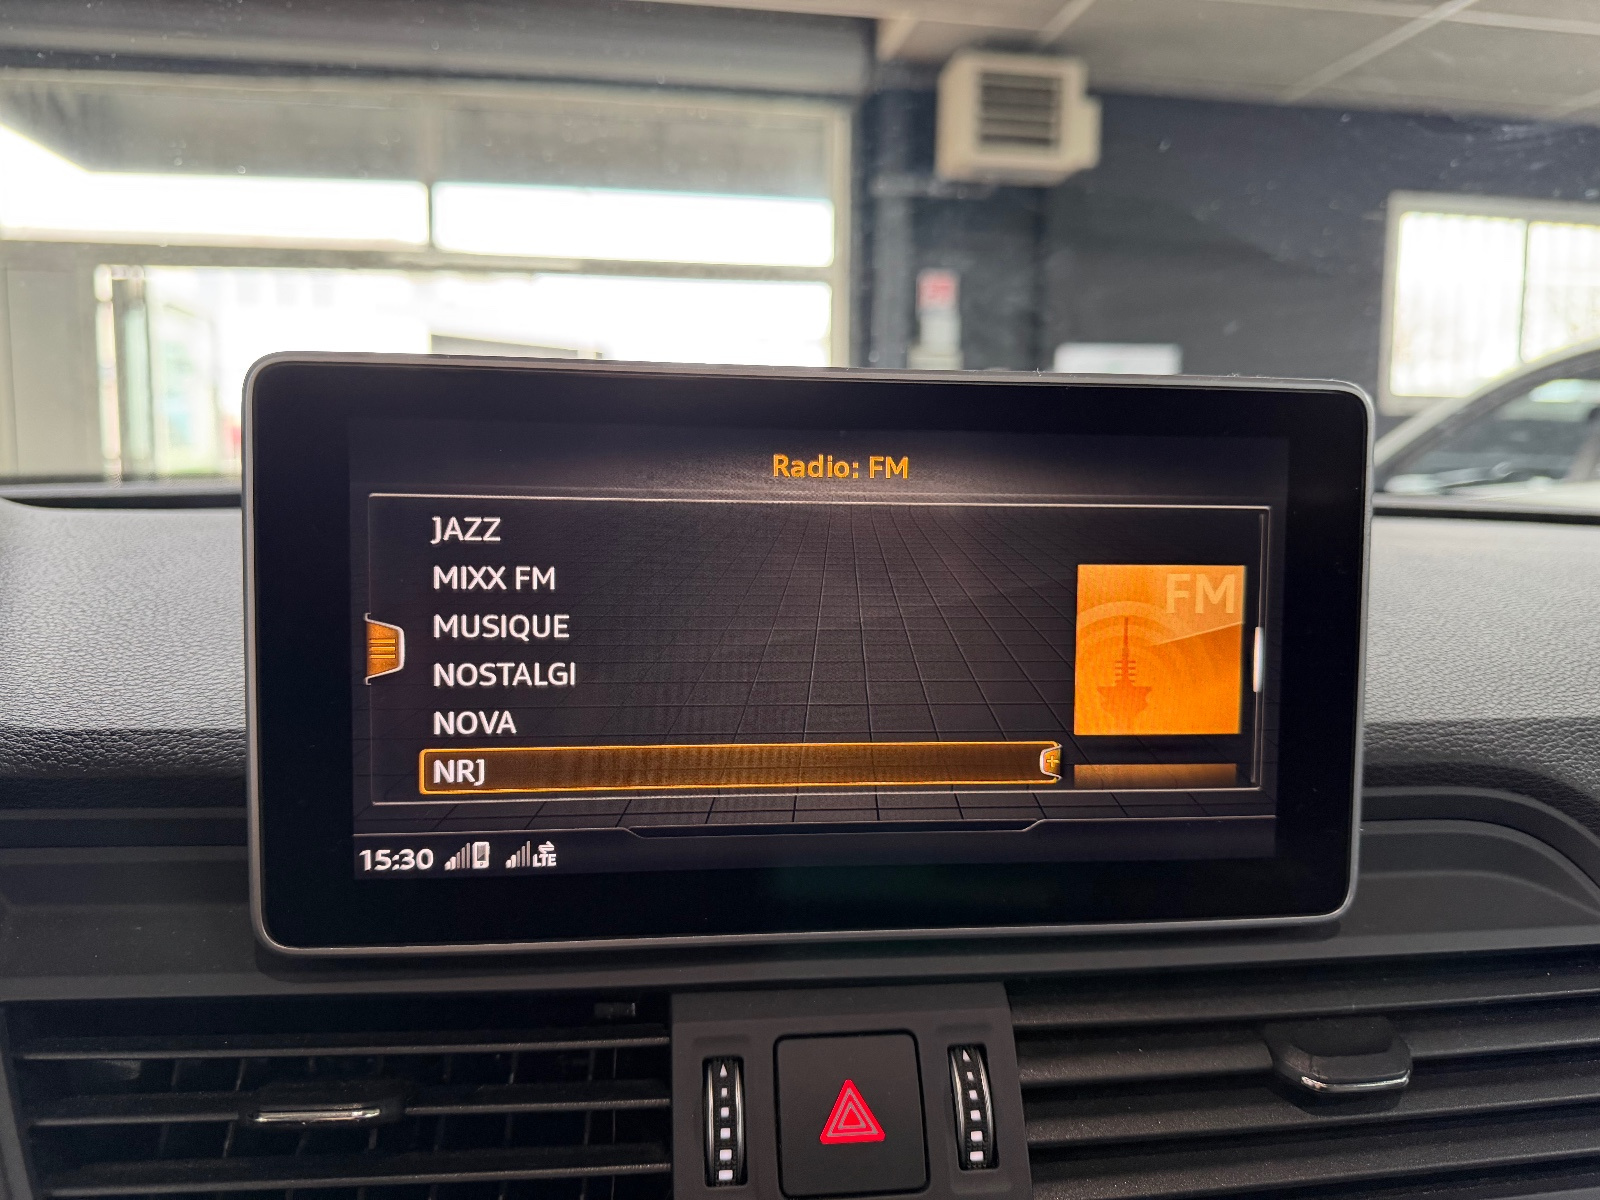 Radio: FM
JAZZ
MIXX FM
MUSIQUE
NOSTALGI
NOVA
NRJ
FM
15:30
LTE